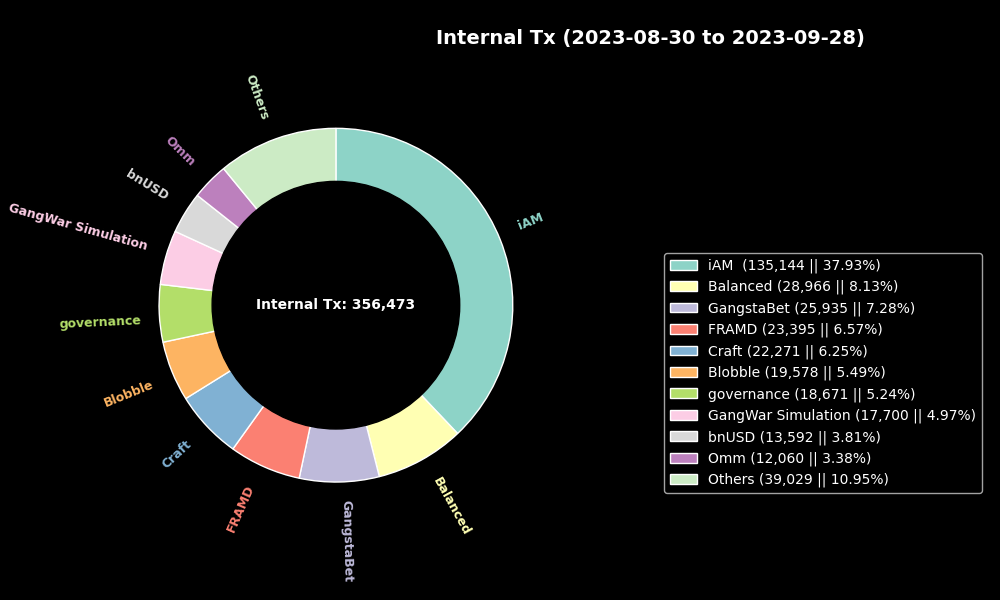 Internal Tx (2023-08-30 to 2023-09-28)
Others
Omm
bnUSD
GangWar Simulation
governance
Blobble
Craft
FRAMD
GangstaBet
Balanced
iAM
Internal Tx: 356,473
iAM  (135,144 || 37.93%)
Balanced (28,966 || 8.13%)
GangstaBet (25,935 || 7.28%)
FRAMD (23,395 || 6.57%)
Craft (22,271 || 6.25%)
Blobble (19,578 || 5.49%)
governance (18,671 || 5.24%)
GangWar Simulation (17,700 || 4.97%)
bnUSD (13,592 || 3.81%)
Omm (12,060 || 3.38%)
Others (39,029 || 10.95%)